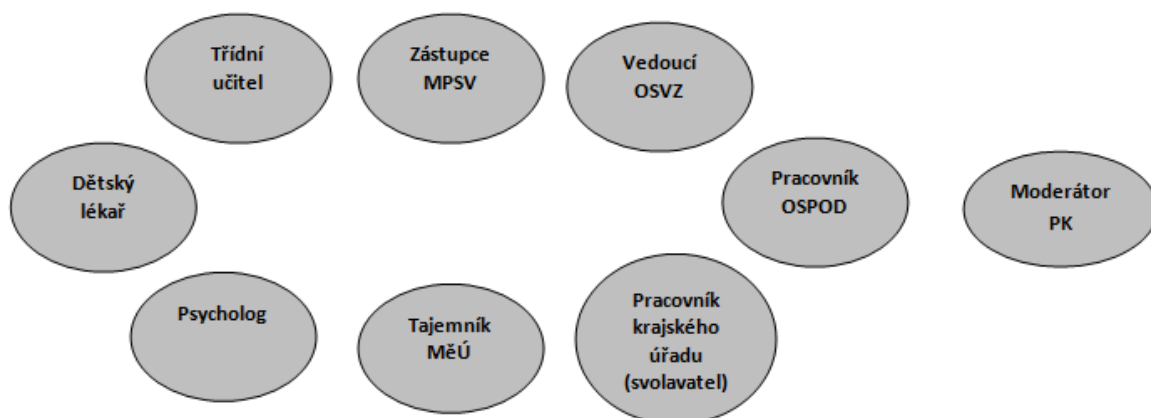 Třídní
učitel
Zástupce
MPSV
Vedoucí
OSVZ
Dětský
lékař
Pracovník
OSPOD
Moderátor
PK
Psycholog
Tajemník
MěÚ
Pracovník
krajského
úřadu
(svolavatel)